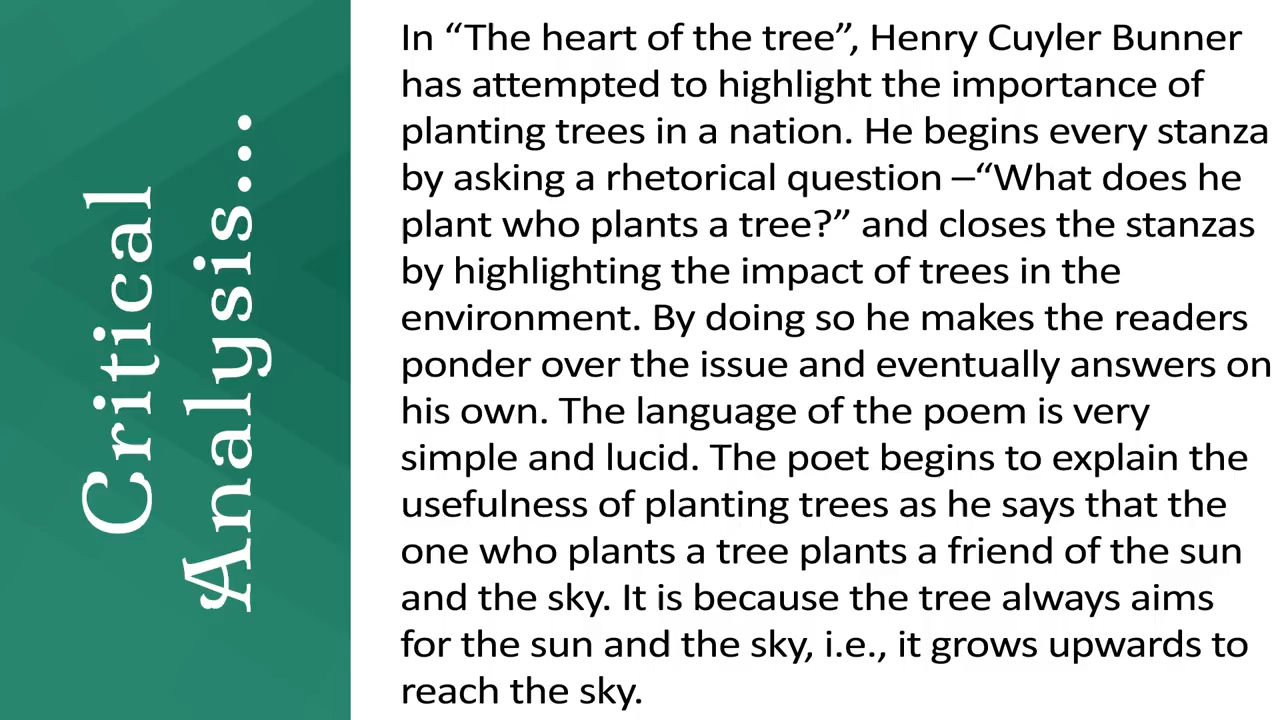 Critical
Analysis...
In “The heart of the tree”, Henry Cuyler Bunner
has attempted to highlight the importance of
planting trees in a nation. He begins every stanza
by asking a rhetorical question –“What does he
plant who plants a tree?” and closes the stanzas
by highlighting the impact of trees in the
environment. By doing so he makes the readers
ponder over the issue and eventually answers on
his own. The language of the poem is very
simple and lucid. The poet begins to explain the
usefulness of planting trees as he says that the
one who plants a tree plants a friend of the sun
and the sky. It is because the tree always aims
for the sun and the sky, i.e., it grows upwards to
reach the sky.